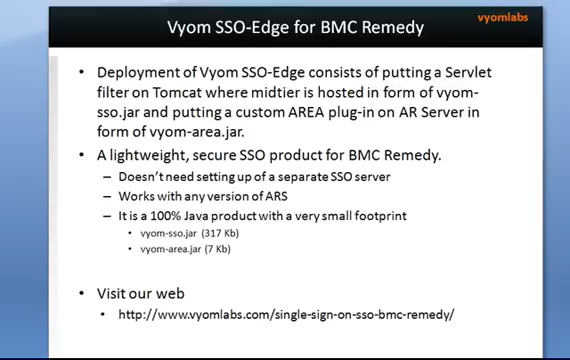 vyomlabs
Vyom SSO-Edge for BMC Remedy
• Deployment of Vyom SSO-Edge consists of putting a Servlet
filter on Tomcat where midtier is hosted in form of vyom-
sso.jar and putting a custom AREA plug-in on AR Server in
form of vyom-area.jar.
• A lightweight, secure SSO product for BMC Remedy.
– Doesn't need setting up of a separate SSO server
– Works with any version of ARS
– It is a 100% Java product with a very small footprint
• vyom-sso.jar (317 Kb)
• vyom-area.jar (7 Kb)
• Visit our web
• http://www.vyomlabs.com/single-sign-on-sso-bmc-remedy/